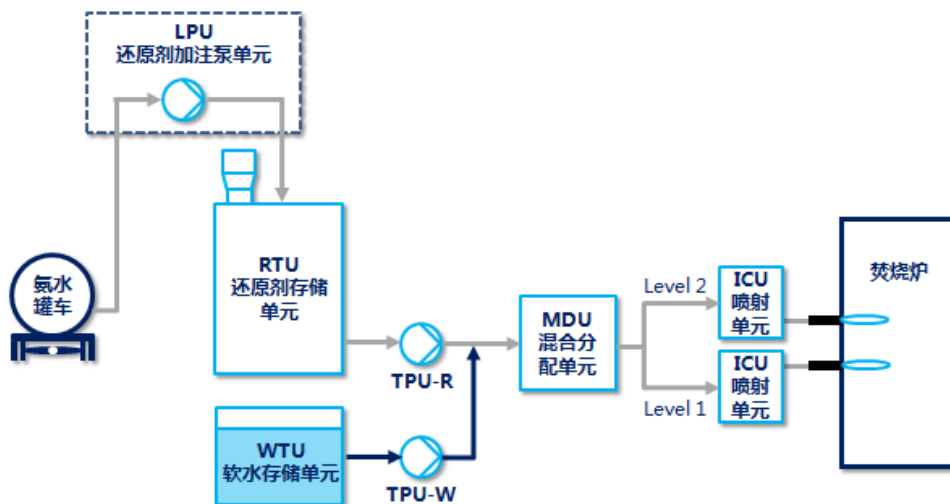 LPU
还原剂加注泵单元
氨水
罐车
RTU
还原剂存储
单元
TPU-R
WTU
软水存储单元
TPU-W
MDU
混合分
配单元
Level 2
Level 1
ICU
喷射
单元
ICU
喷射
单元
焚烧炉